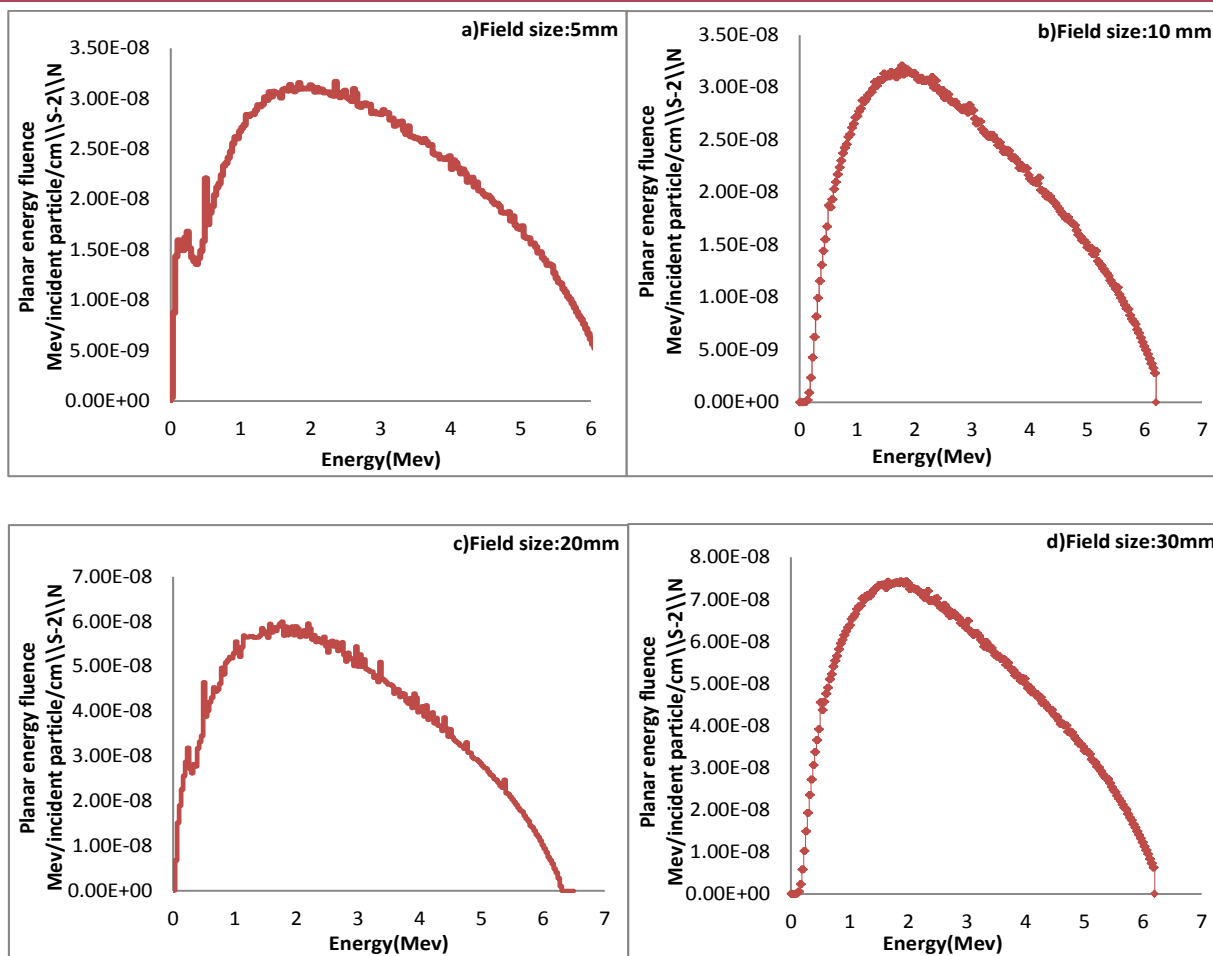 a)Field size:5mm
Planar energy fluence
Mev/incident particle/cm\\S-2\\N
3.50E-08
3.00E-08
2.50E-08
2.00E-08
1.50E-08
1.00E-08
5.00E-09
0.00E+00
0 1 2 3 4 5 6
Energy(Mev)
b)Field size:10 mm
Planar energy fluence
Mev/incident particle/cm\\S-2\\N
3.50E-08
3.00E-08
2.50E-08
2.00E-08
1.50E-08
1.00E-08
5.00E-09
0.00E+00
0 1 2 3 4 5 6 7
Energy(Mev)
c)Field size:20mm
Planar energy fluence
Mev/incident particle/cm\\S-2\\N
7.00E-08
6.00E-08
5.00E-08
4.00E-08
3.00E-08
2.00E-08
1.00E-08
0.00E+00
0 1 2 3 4 5 6 7
Energy(Mev)
d)Field size:30mm
Planar energy fluence
Mev/incident particle/cm\\S-2\\N
8.00E-08
7.00E-08
6.00E-08
5.00E-08
4.00E-08
3.00E-08
2.00E-08
1.00E-08
0.00E+00
0 1 2 3 4 5 6 7
Energy(Mev)